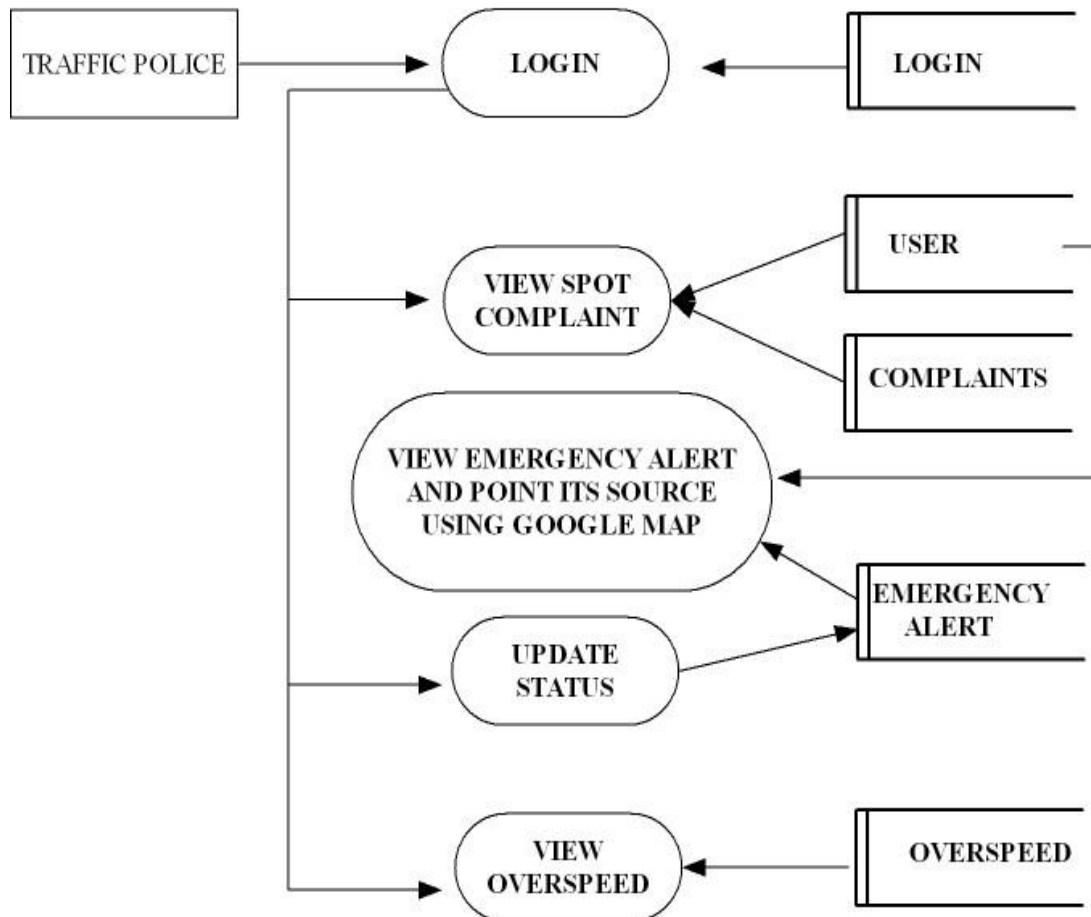 TRAFFIC POLICE
LOGIN
LOGIN
USER
VIEW SPOT
COMPLAINT
COMPLAINTS
VIEW EMERGENCY ALERT
AND POINT ITS SOURCE
USING GOOGLE MAP
EMERGENCY
ALERT
UPDATE
STATUS
VIEW
OVERSPEED
OVERSPEED